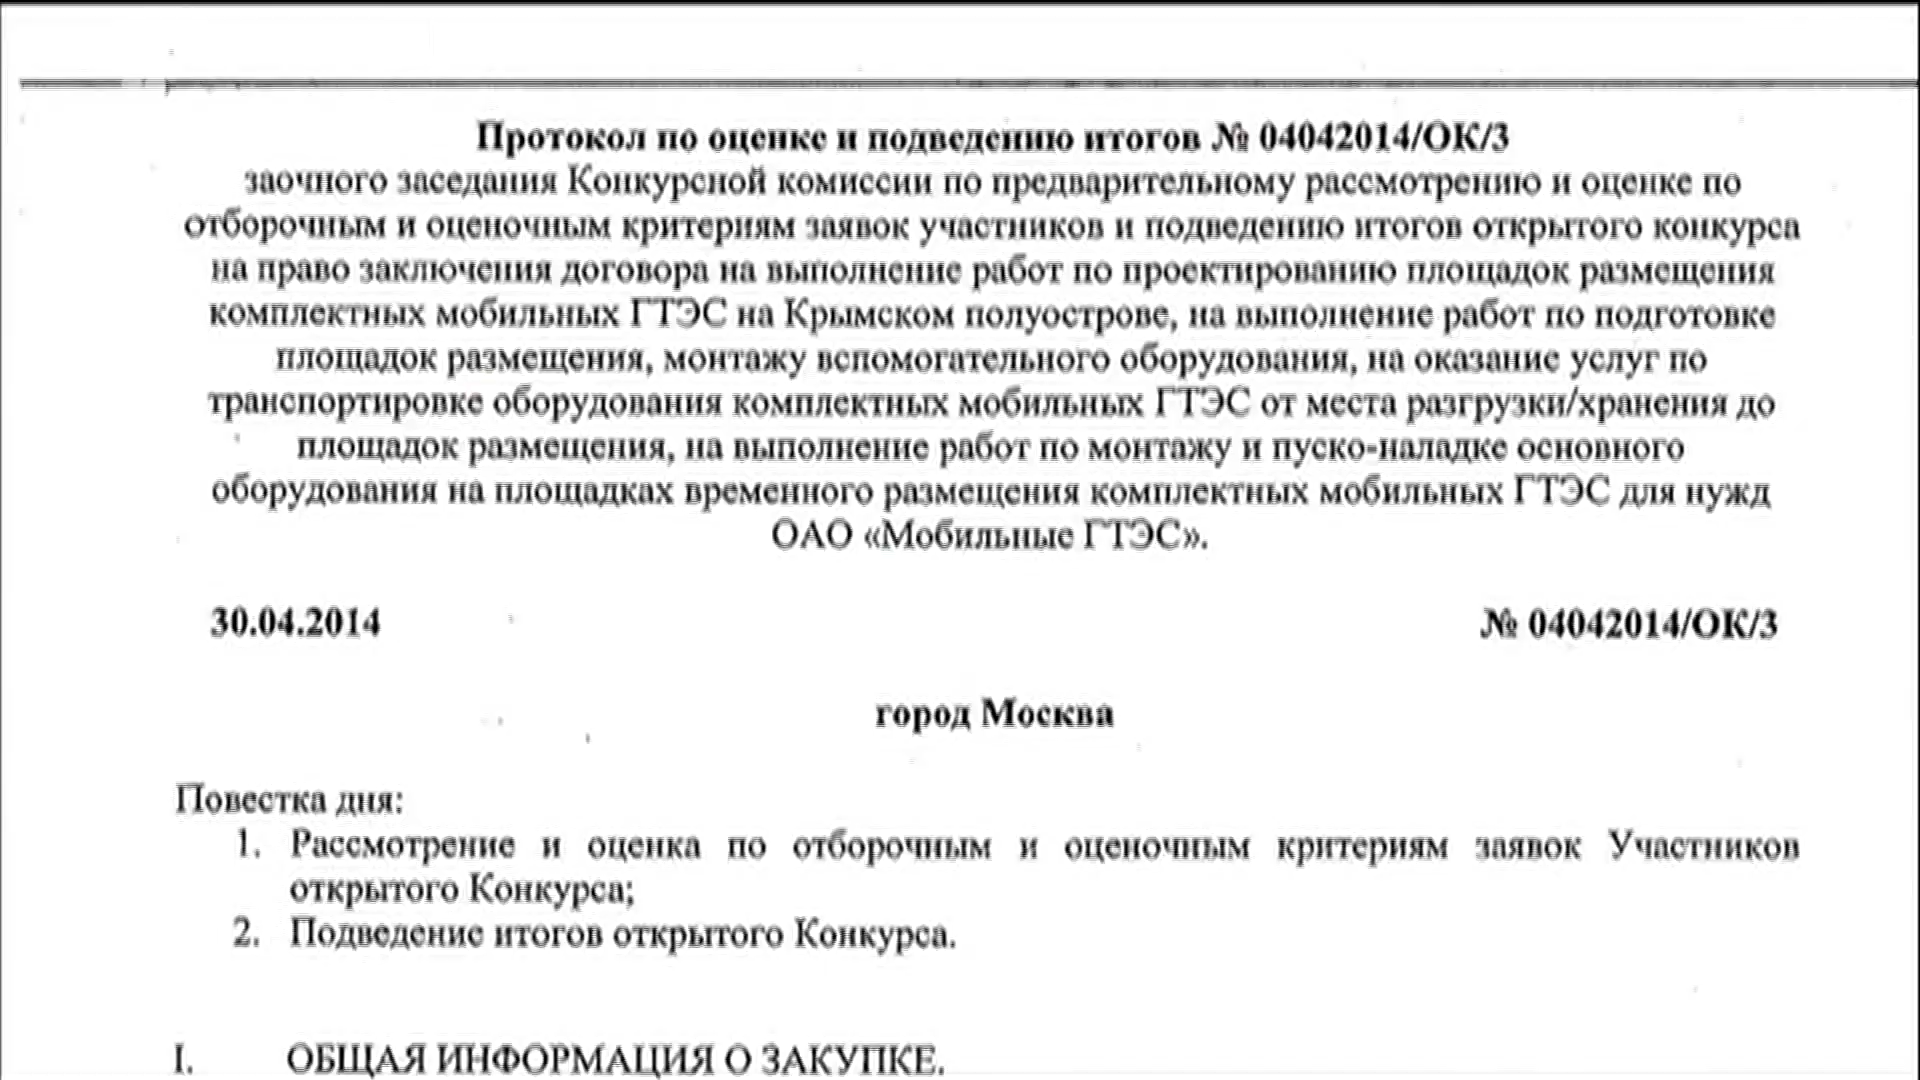 Протокол по оценке и подведению итогов № 04042014/ОК/3
заочного заседания Конкурсной комиссии по предварительному рассмотрению и оценке по
отборочным и оценочным критериям заявок участников и подведению итогов открытого конкурса
на право заключения договора на выполнение работ по проектированию площадок размещения
комплектных мобильных ГТЭС на Крымском полуострове, на выполнение работ по подготовке
площадок размещения, монтажу вспомогательного оборудования, на оказание услуг по
транспортировке оборудования комплектных мобильных ГТЭС от места разгрузки/хранения до
площадок размещения, на выполнение работ по монтажу и пуско-наладке основного
оборудования на площадках временного размещения комплектных мобильных ГТЭС для нужд
ОАО «Мобильные ГТЭС».
30.04.2014 № 04042014/ОК/3
город Москва
Повестка дня:
1. Рассмотрение и оценка по отборочным и оценочным критериям заявок Участников
открытого Конкурса;
2. Подведение итогов открытого Конкурса.
I. ОБЩАЯ ИНФОРМАЦИЯ О ЗАКУПКЕ.